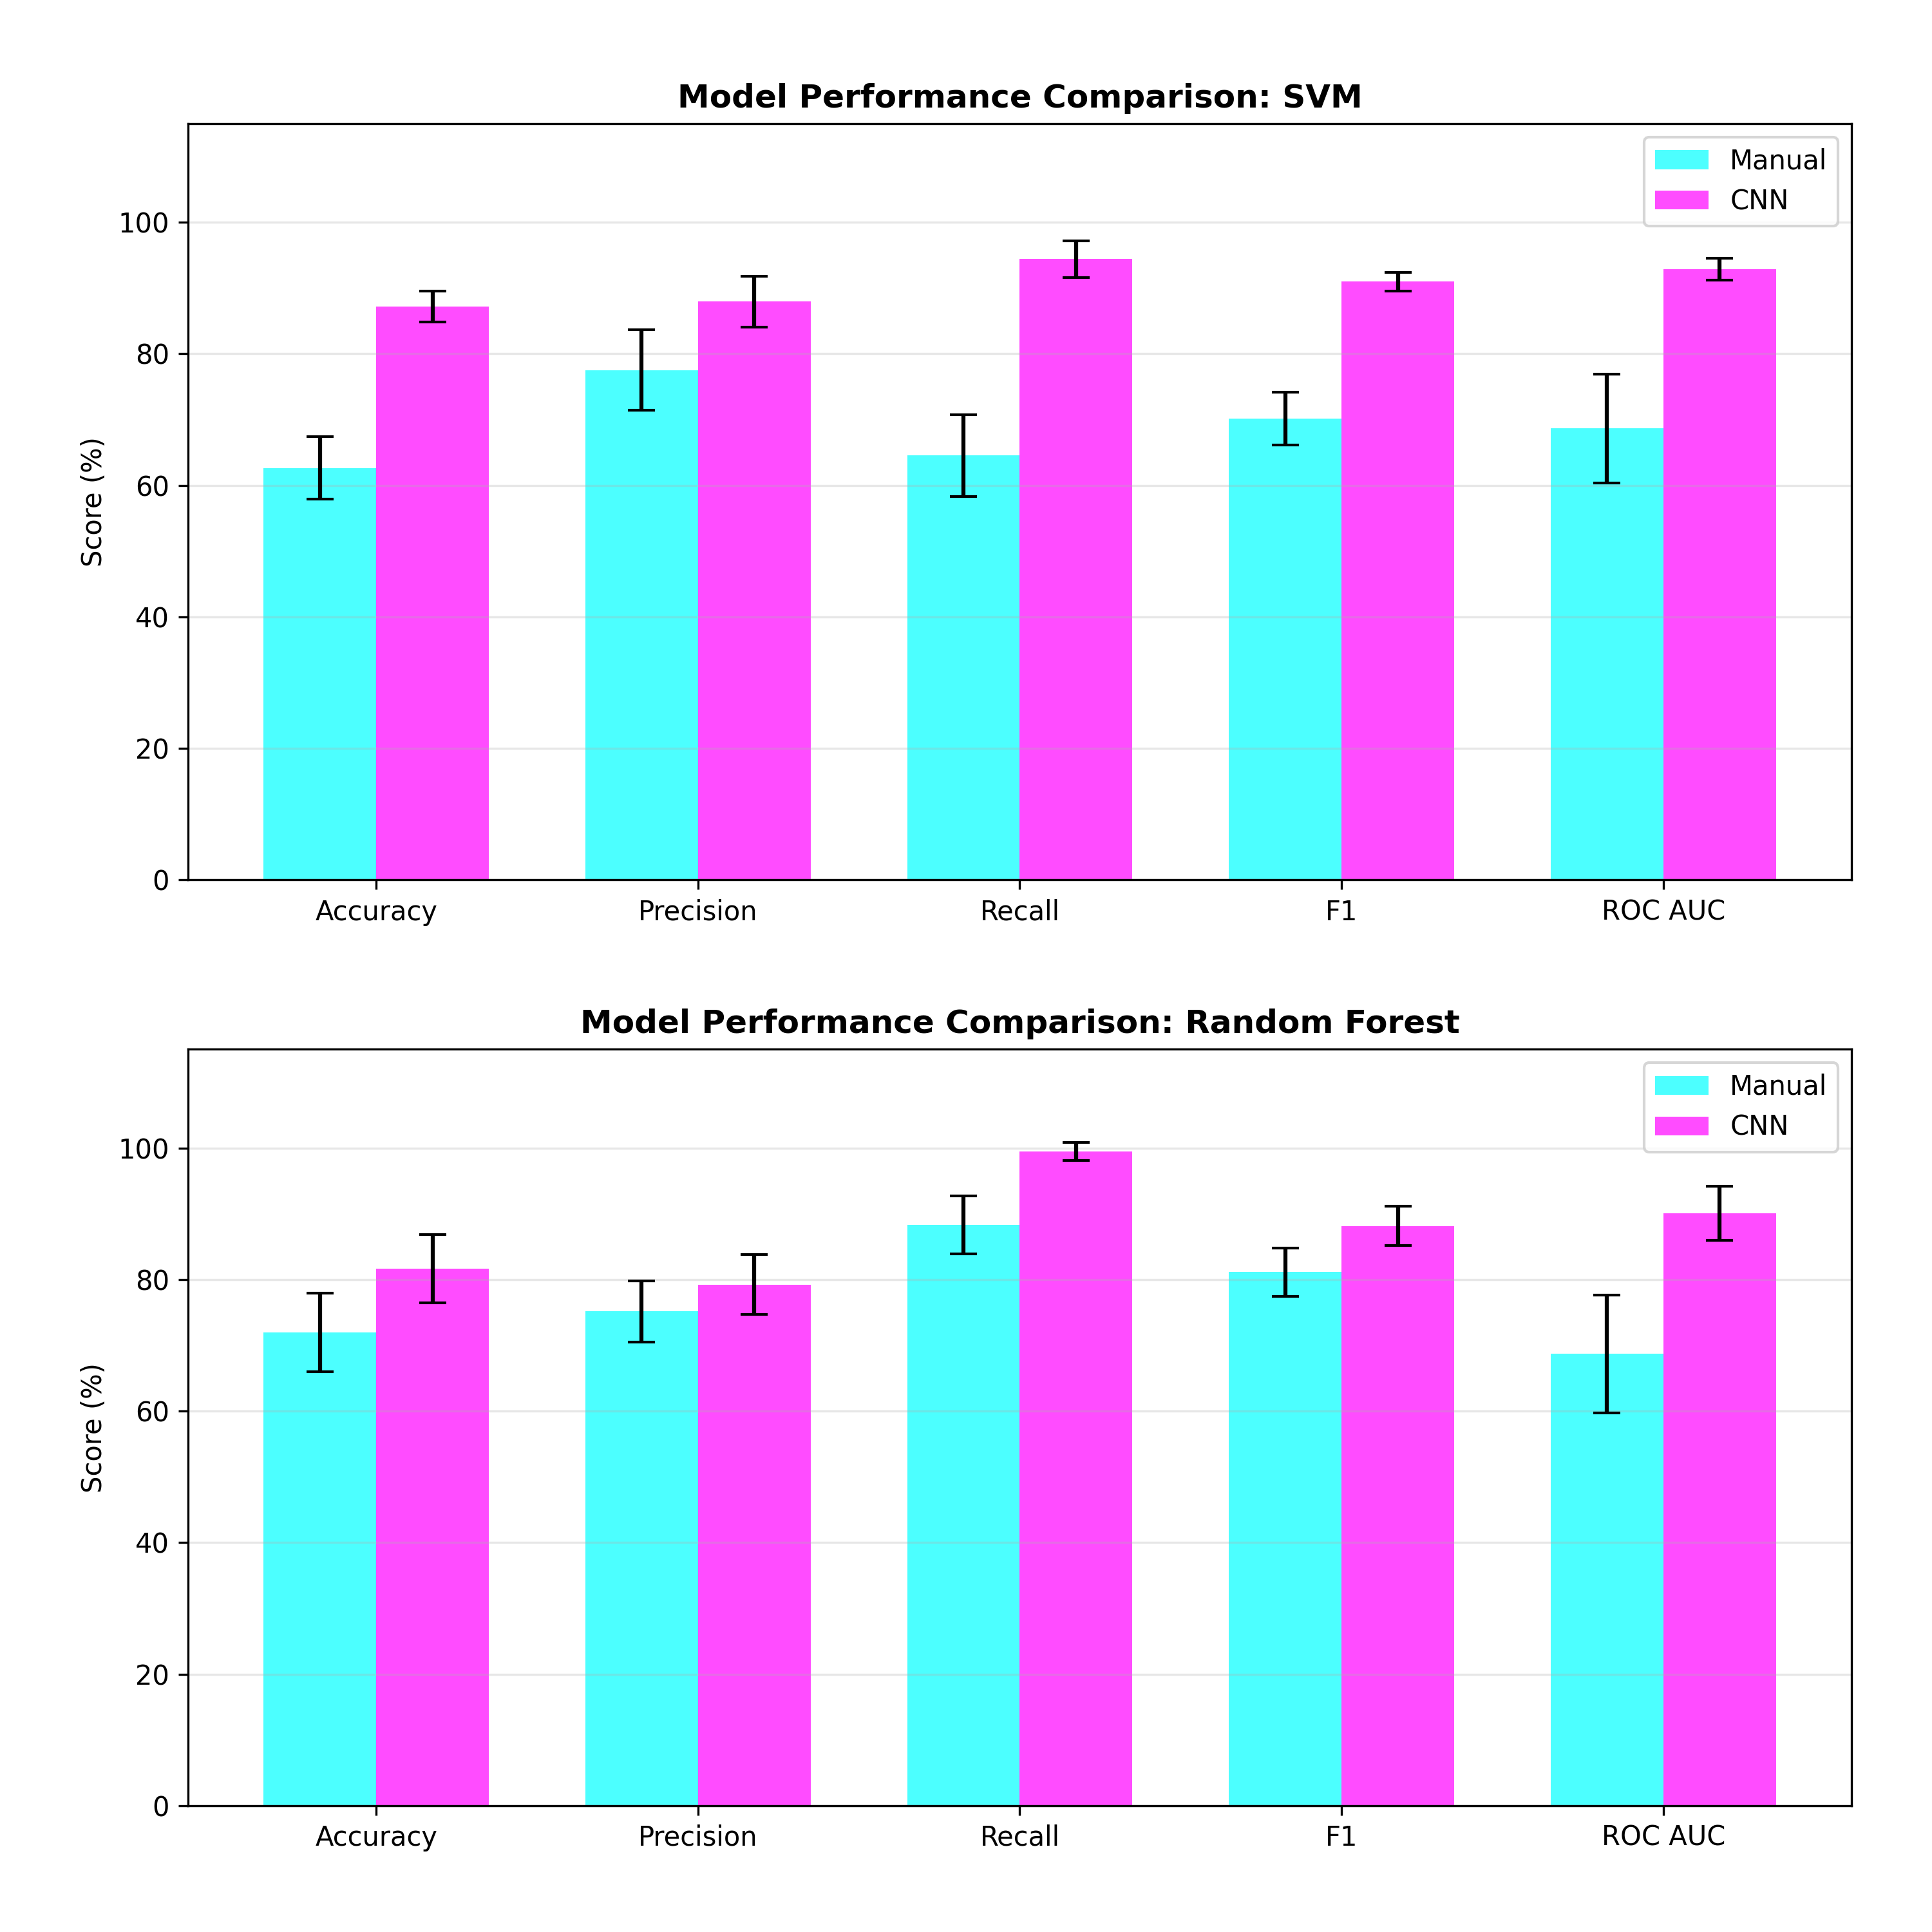 Model Performance Comparison: SVM
Manual
CNN
100
80
60
40
20
0
Score (%)
Accuracy Precision Recall F1 ROC AUC
Model Performance Comparison: Random Forest
Manual
CNN
100
80
60
40
20
0
Score (%)
Accuracy Precision Recall F1 ROC AUC